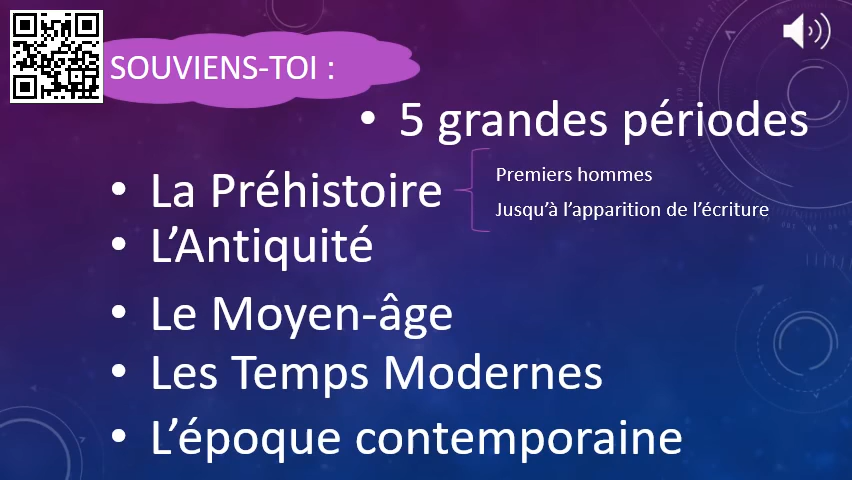 SOUVIENS-TOI :
• 5 grandes périodes
• La Préhistoire
Premiers hommes
Jusqu’à l’apparition de l’écriture
• L’Antiquité
• Le Moyen-âge
• Les Temps Modernes
• L’époque contemporaine